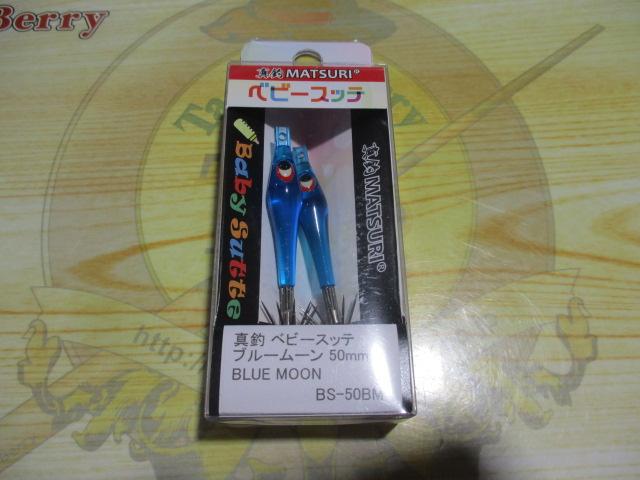 Berry
真釣 MATSURI®
ベビースッテ
Baby Sutte
真釣 MATSURI®
真釣 ベビースッテ
ブルームーン 50mm
BLUE MOON
BS-50BM
http://